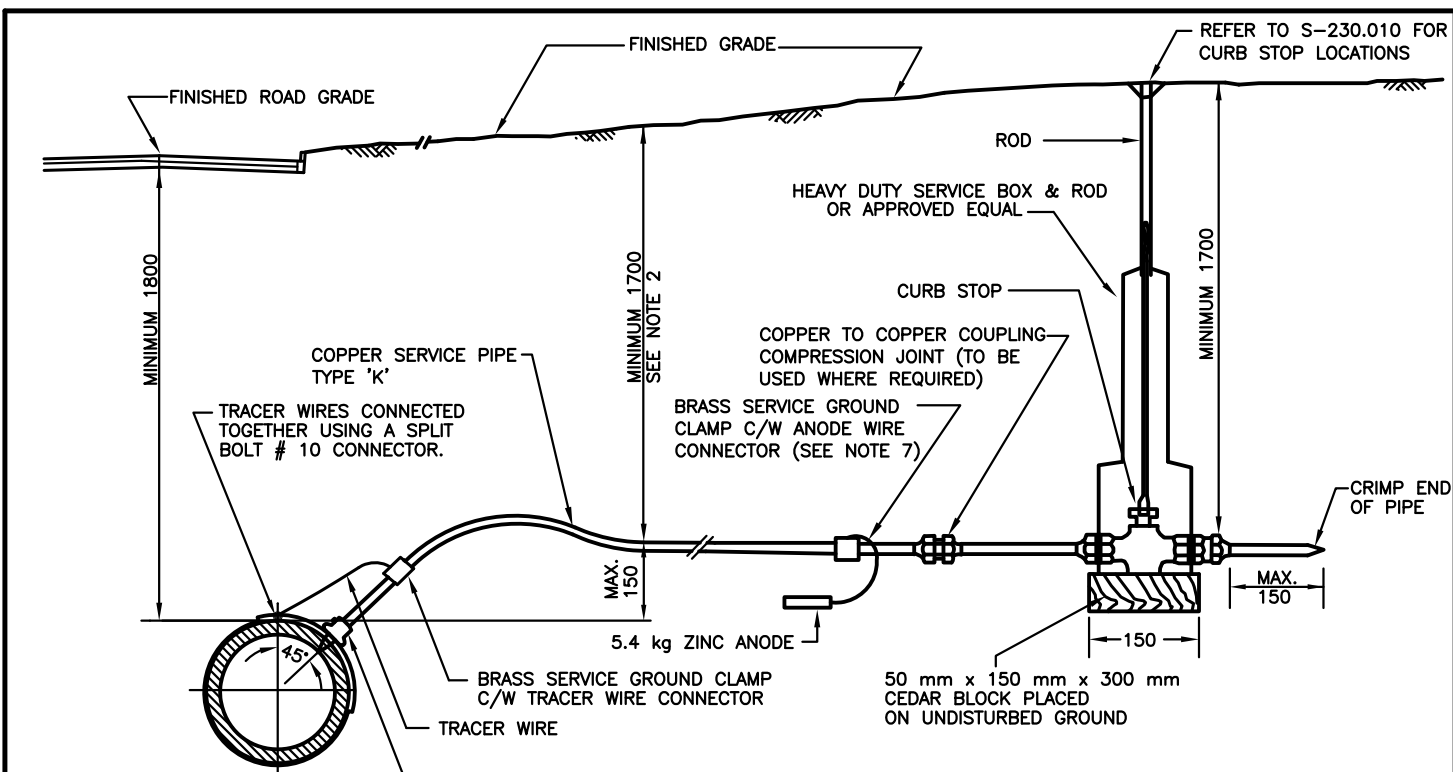 REFER TO S-230.010 FOR
CURB STOP LOCATIONS
FINISHED GRADE
FINISHED ROAD GRADE
ROD
HEAVY DUTY SERVICE BOX & ROD
OR APPROVED EQUAL
MINIMUM 1800
MINIMUM 1700
SEE NOTE 2
MINIMUM 1700
CURB STOP
COPPER TO COPPER COUPLING
COMPRESSION JOINT (TO BE
USED WHERE REQUIRED)
COPPER SERVICE PIPE
TYPE 'K'
BRASS SERVICE GROUND
CLAMP C/W ANODE WIRE
CONNECTOR (SEE NOTE 7)
TRACER WIRES CONNECTED
TOGETHER USING A SPLIT
BOLT # 10 CONNECTOR.
CRIMP END
OF PIPE
MAX.
150
MAX.
150
5.4 kg ZINC ANODE
150
45°
BRASS SERVICE GROUND CLAMP
C/W TRACER WIRE CONNECTOR
50 mm x 150 mm x 300 mm
CEDAR BLOCK PLACED
ON UNDISTURBED GROUND
TRACER WIRE